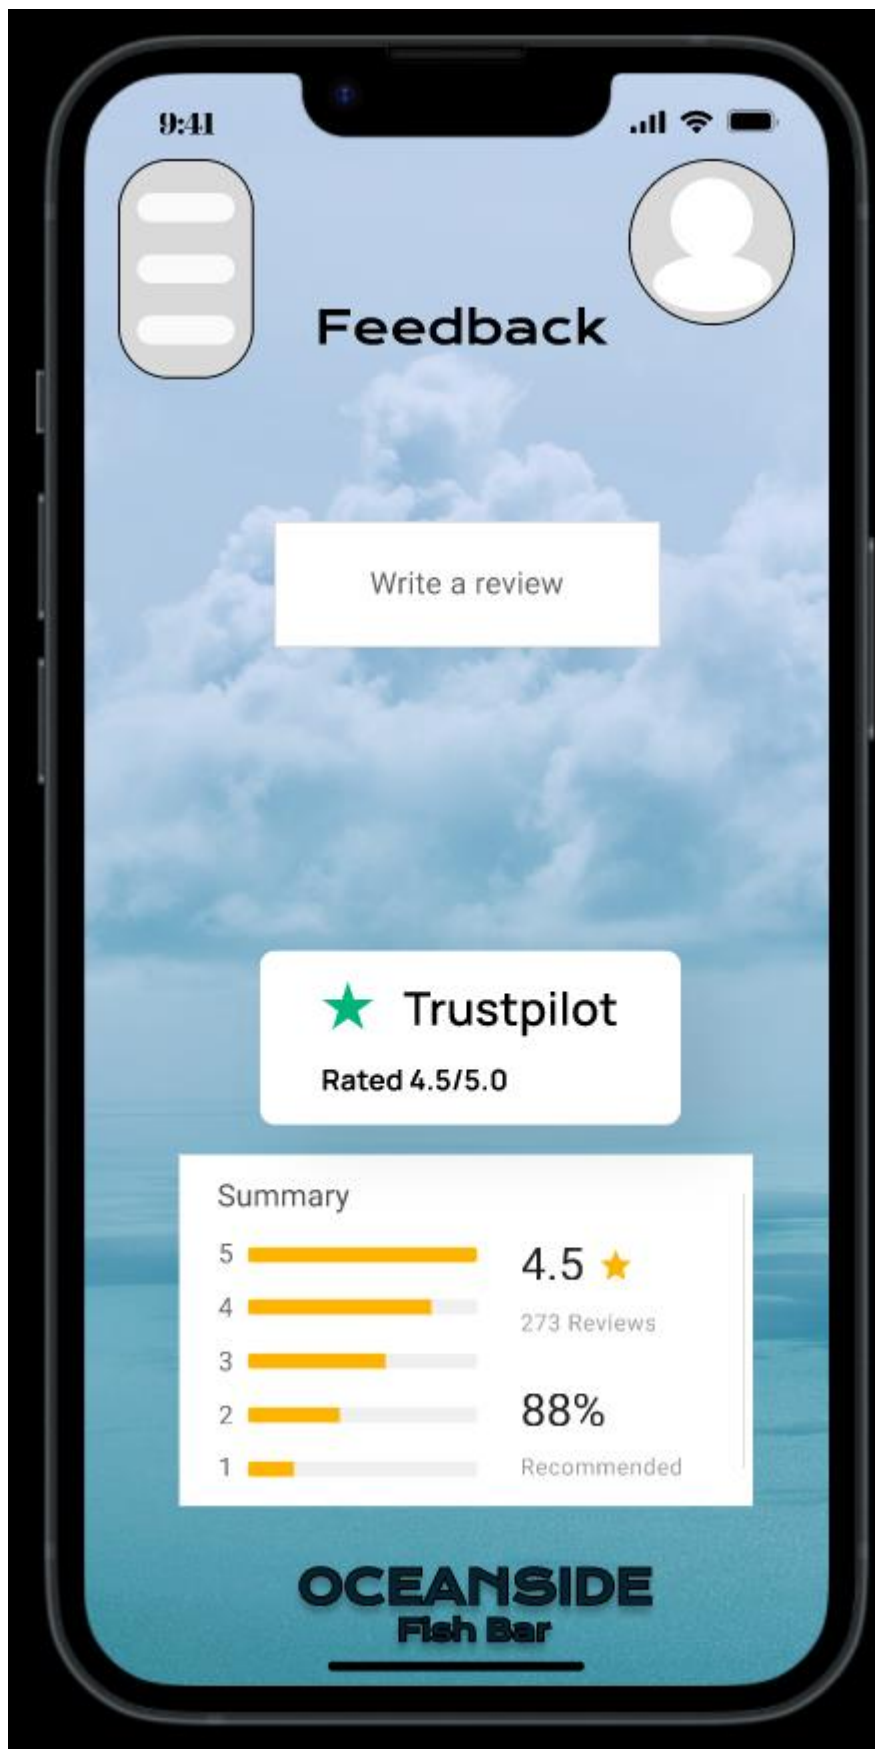 9:41
Feedback
Write a review
Trustpilot
Rated 4.5/5.0
Summary
5
4
3
2
1
4.5
273 Reviews
88%
Recommended
OCEANSIDE
Fish Bar